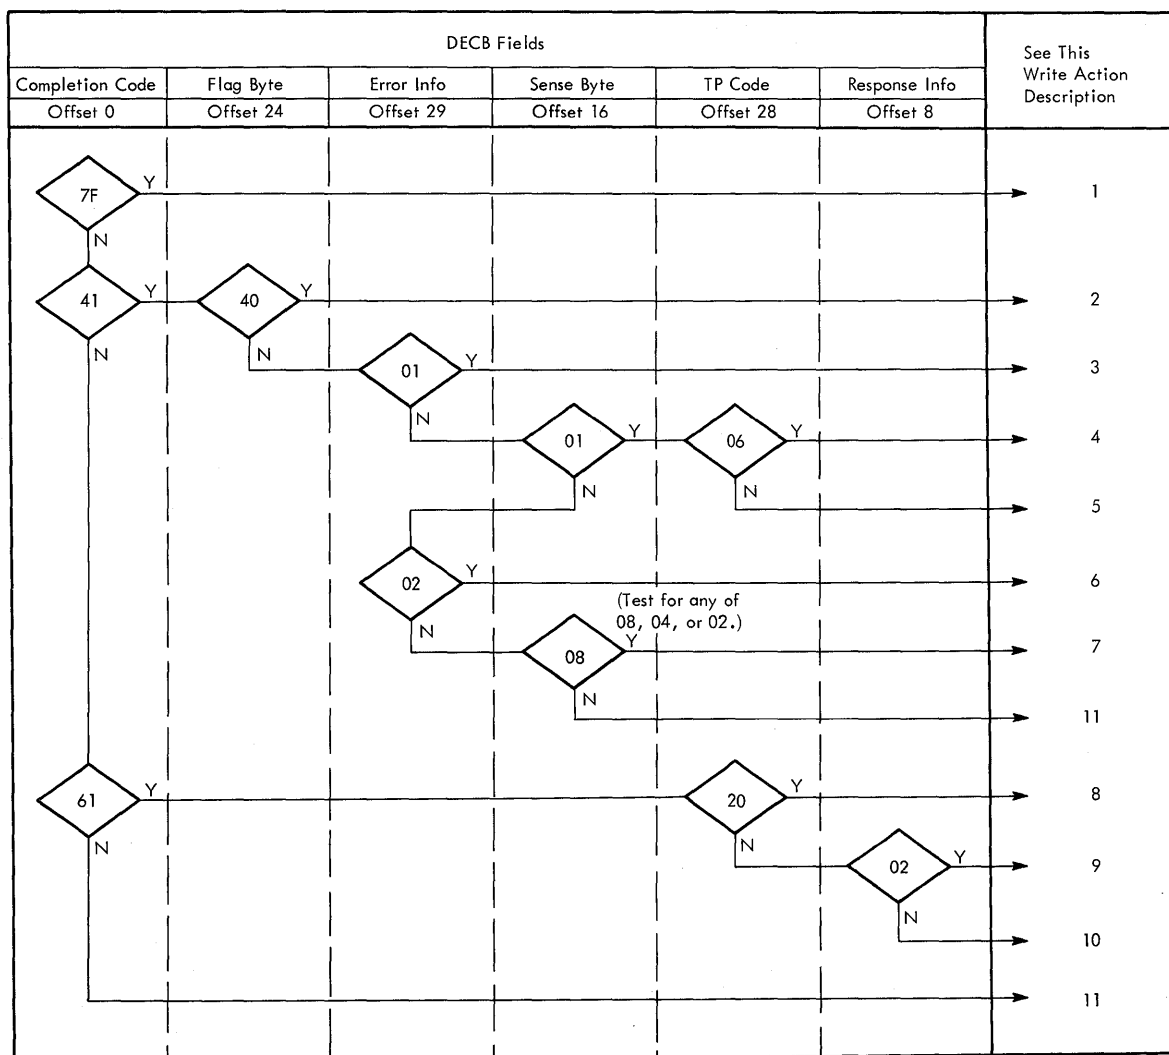 DECB Fields
See This
Write Action
Description
Completion Code Flag Byte Error Info Sense Byte TP Code Response Info
Offset 0 Offset 24 Offset 29 Offset 16 Offset 28 Offset 8
7F Y 1
N
41 Y 40 Y 2
N N 01 Y 3
N 01 Y 06 Y 4
N N 5
02 Y 6
(Test for any of
08, 04, or 02.)
N 08 Y 7
N 11
61 Y 20 Y 8
N N 02 Y 9
N 10
11